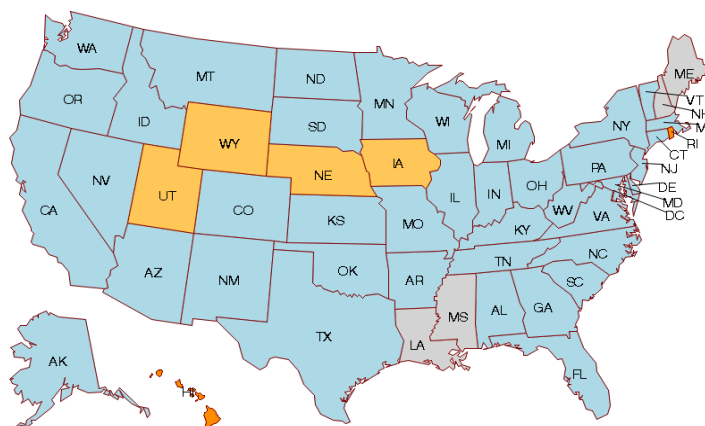 WA
MT
ND
MN
ME
VT
NH
M
RI
CT
NJ
DE
MD
DC
OR
ID
SD
WI
MI
NY
WY
IA
NE
PA
NV
UT
CO
IL
IN
OH
WV
VA
CA
KS
MO
KY
NC
TN
AZ
NM
OK
AR
SC
MS
AL
GA
TX
LA
AK
FL
HI